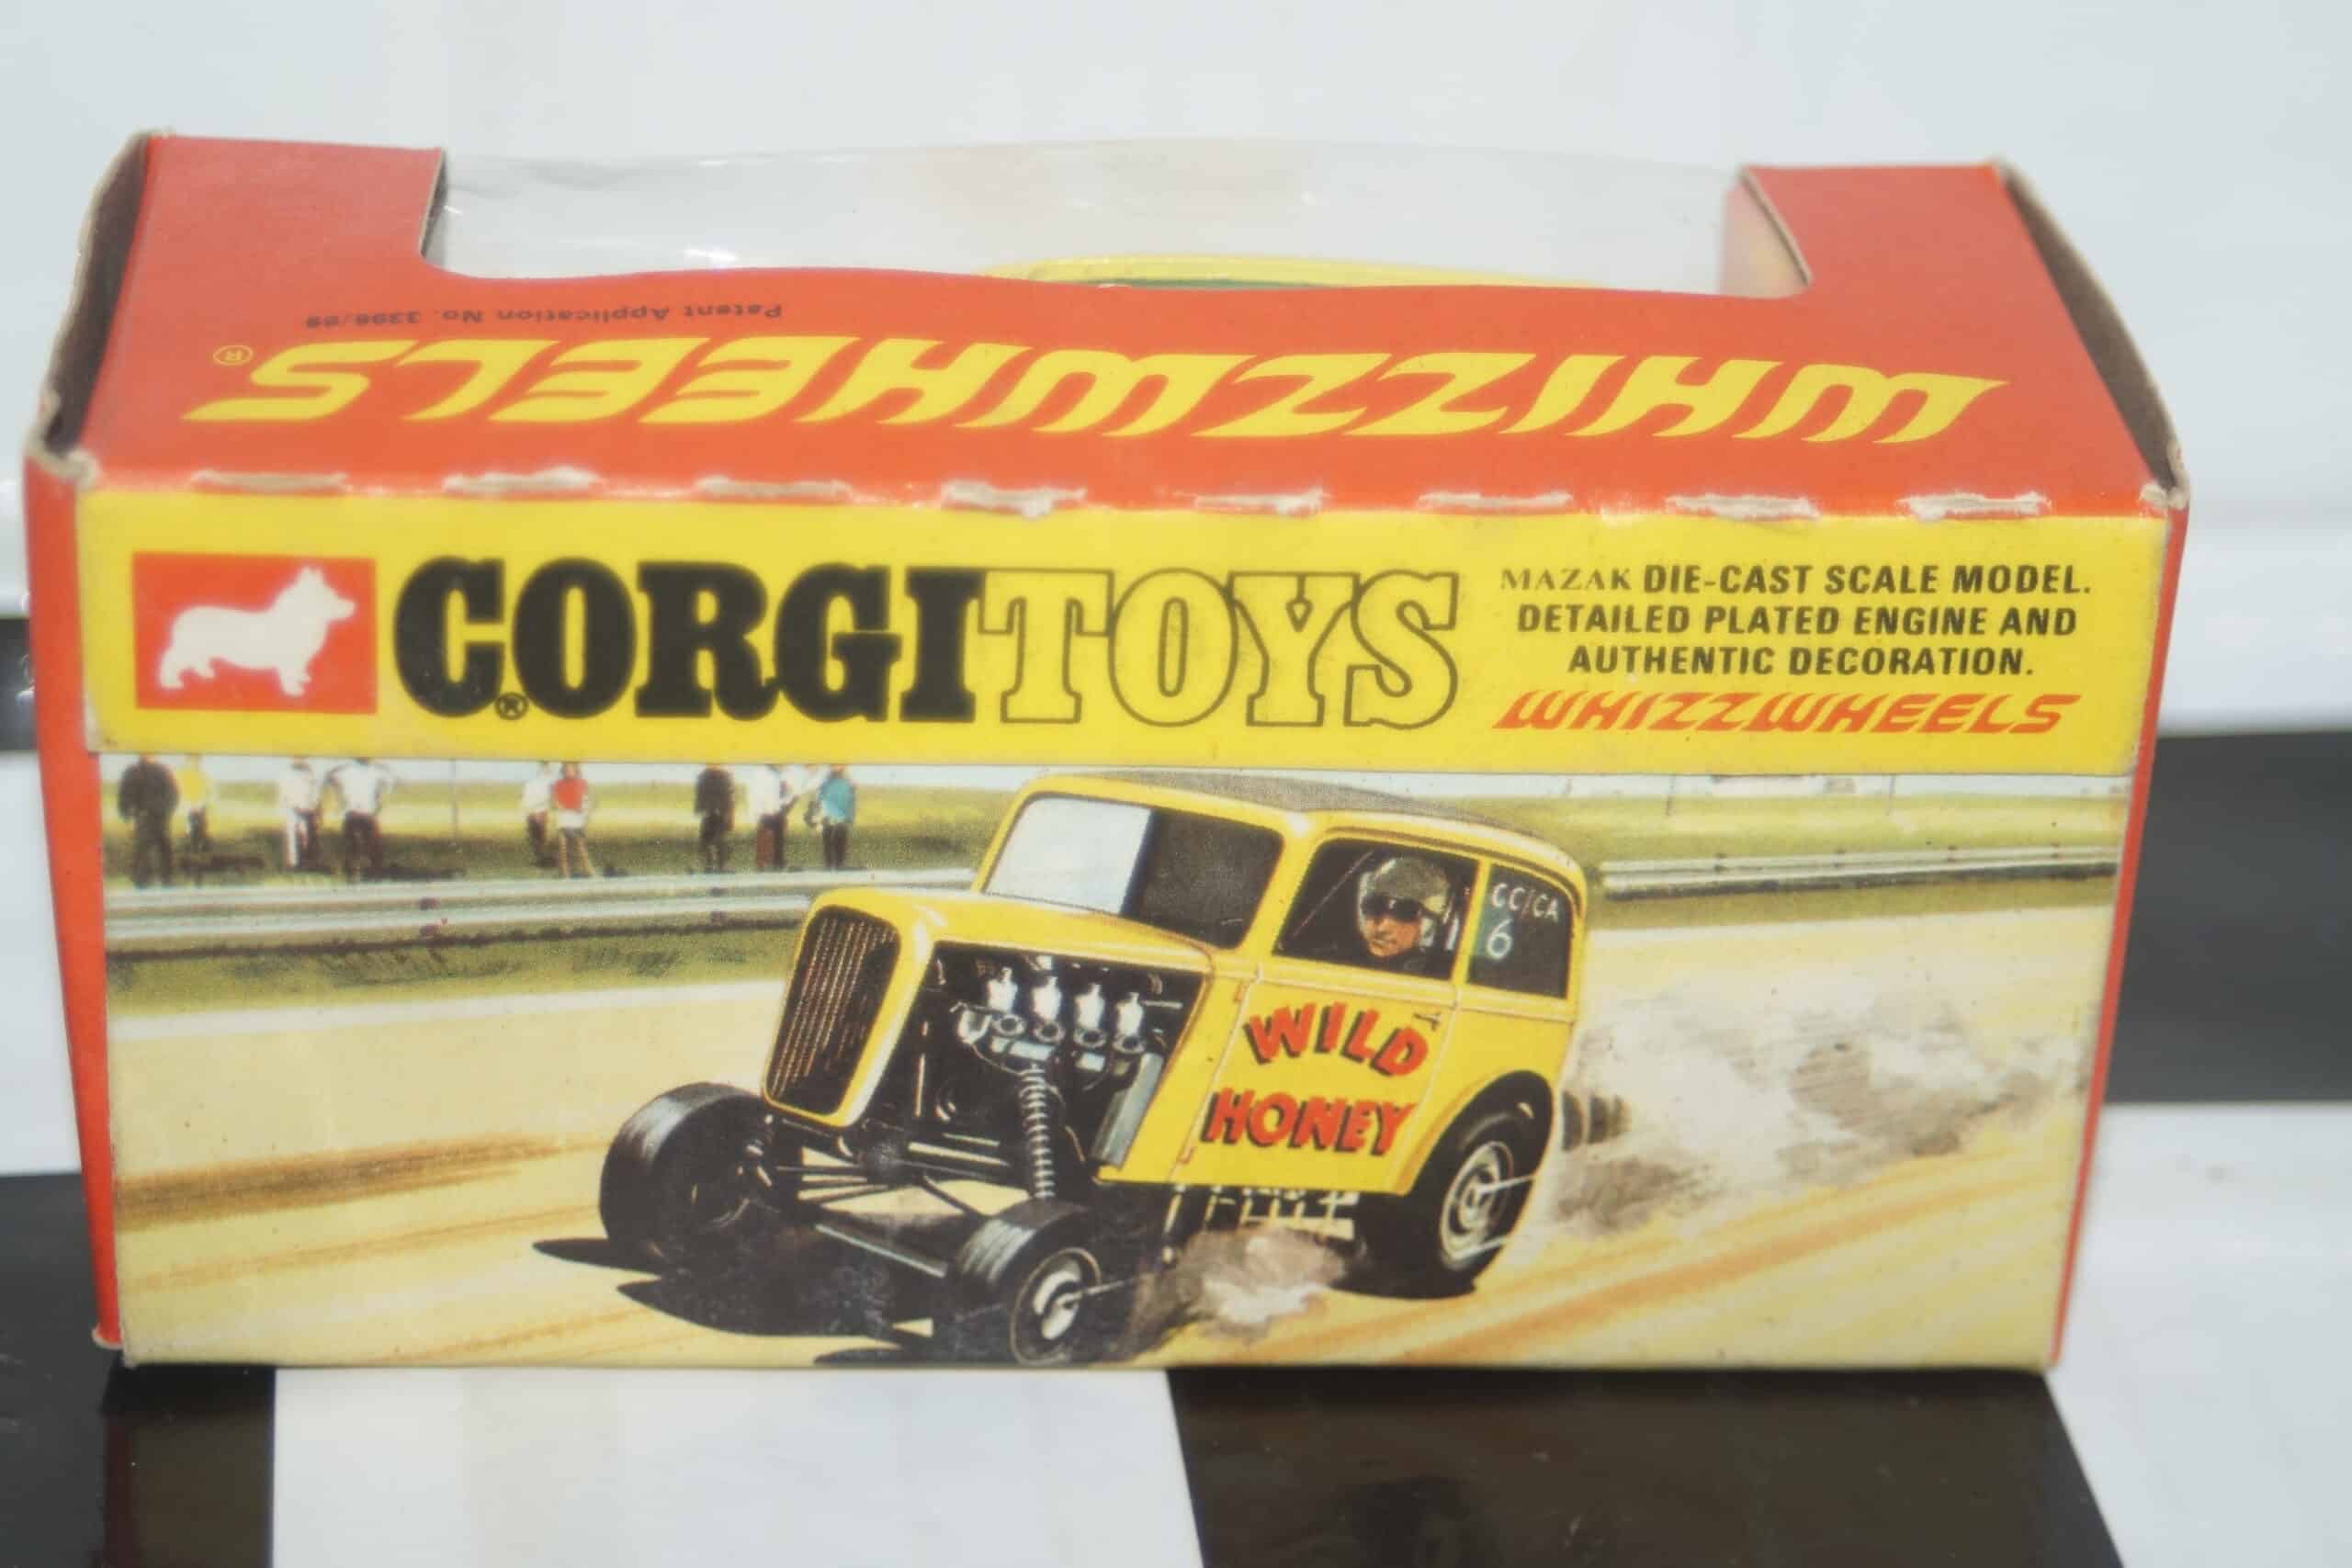 Patent Application No. 3396/69
WHIZZWHEELS®
CORGI® TOYS
MAZAK DIE-CAST SCALE MODEL.
DETAILED PLATED ENGINE AND
AUTHENTIC DECORATION.
WHIZZWHEELS
CC/CA
6
WILD
HONEY